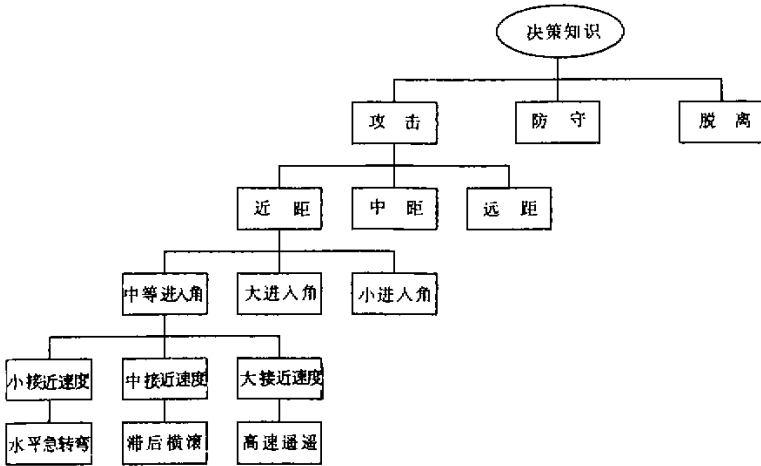 决策知识
攻击
防守
脱离
近距
中距
远距
中等进入角
大进入角
小进入角
小接近速度
中接近速度
大接近速度
水平急转弯
滞后横滚
高速遥遥